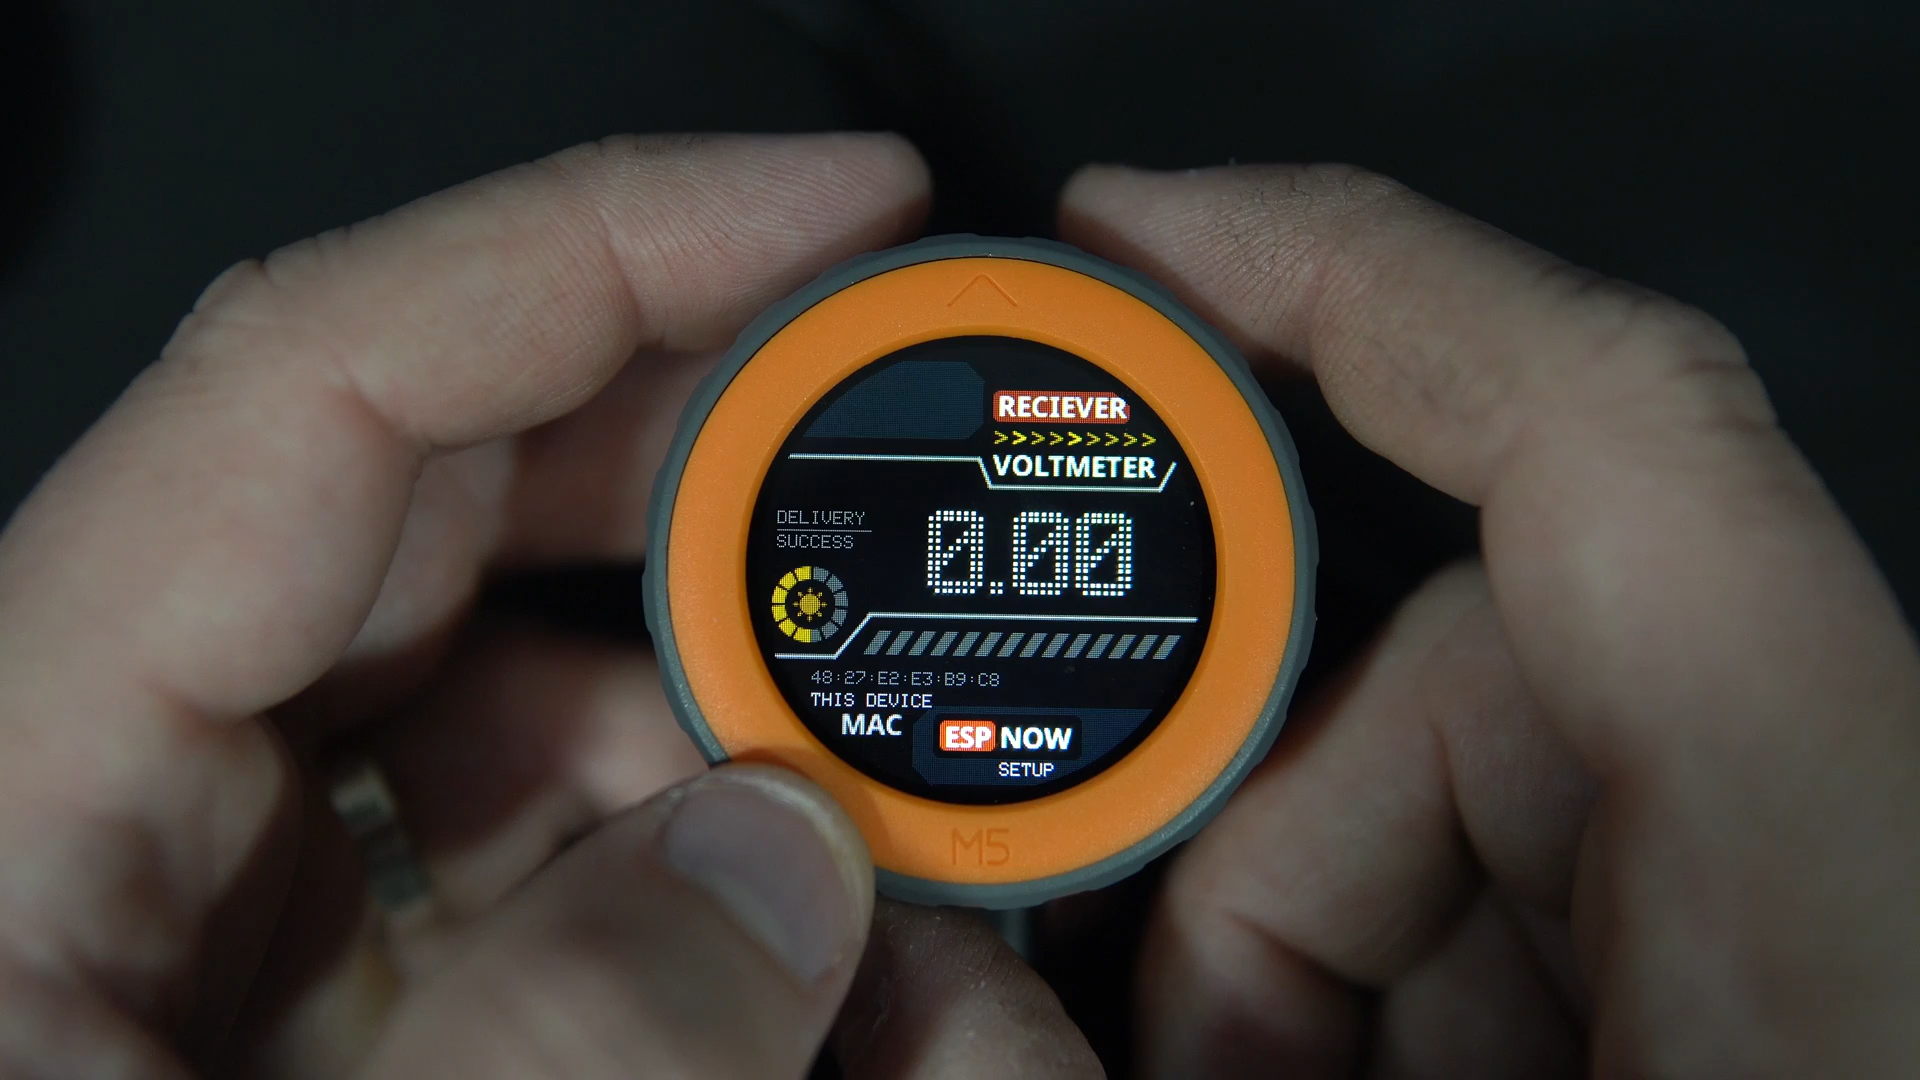 RECIEVER
>>>>>>>>>>
VOLTMETER
DELIVERY
SUCCESS
0.00
48:27:E2:E3:B9:C8
THIS DEVICE
MAC
ESP NOW
SETUP
M5